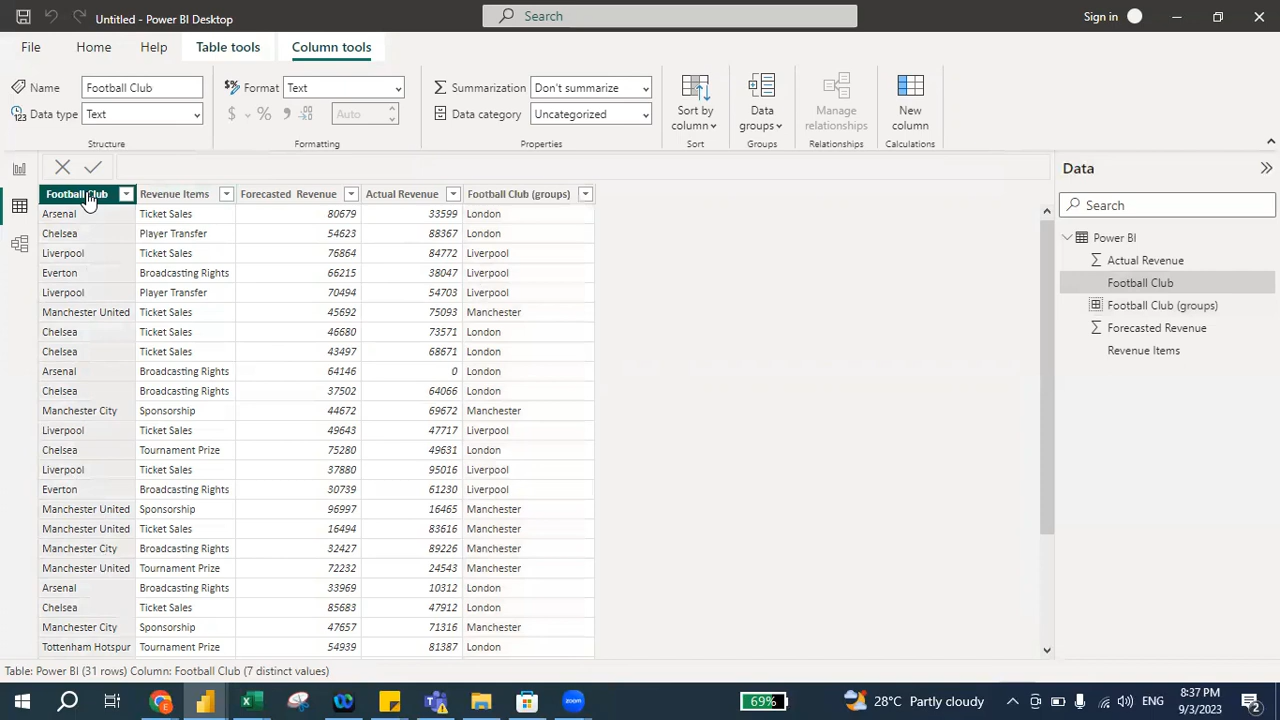 Untitled - Power BI Desktop
Search
Sign in
File
Home
Help
Table tools
Column tools
Name
Football Club
Format
Text
Summarization
Don't summarize
Data type
Text
$ % 9 Auto
Data category
Uncategorized
Sort by column
Data groups
Manage relationships
New column
Structure
Formatting
Properties
Sort
Groups
Relationships
Calculations
Football Club Revenue Items Forecasted Revenue Actual Revenue Football Club (groups)
Arsenal Ticket Sales 80679 33599 London
Chelsea Player Transfer 54623 88367 London
Liverpool Ticket Sales 76864 84772 Liverpool
Everton Broadcasting Rights 66215 38047 Liverpool
Liverpool Player Transfer 70494 54703 Liverpool
Manchester United Ticket Sales 45692 75093 Manchester
Chelsea Ticket Sales 46680 73571 London
Chelsea Ticket Sales 43497 68671 London
Arsenal Broadcasting Rights 64146 0 London
Chelsea Broadcasting Rights 37502 64066 London
Manchester City Sponsorship 44672 69672 Manchester
Liverpool Ticket Sales 49643 47717 Liverpool
Chelsea Tournament Prize 75280 49631 London
Liverpool Ticket Sales 37880 95016 Liverpool
Everton Broadcasting Rights 30739 61230 Liverpool
Manchester United Sponsorship 96997 16465 Manchester
Manchester United Ticket Sales 16494 83616 Manchester
Manchester City Broadcasting Rights 32427 89226 Manchester
Manchester United Tournament Prize 72232 24543 Manchester
Arsenal Broadcasting Rights 33969 10312 London
Chelsea Ticket Sales 85683 47912 London
Manchester City Sponsorship 47657 71316 Manchester
Tottenham Hotspur Tournament Prize 54939 81387 London
Data
Search
Power BI
Actual Revenue
Football Club
Football Club (groups)
Forecasted Revenue
Revenue Items
Table: Power BI (31 rows) Column: Football Club (7 distinct values)
zoom
69%
28°C Partly cloudy
ENG
8:37 PM
9/3/2023
2